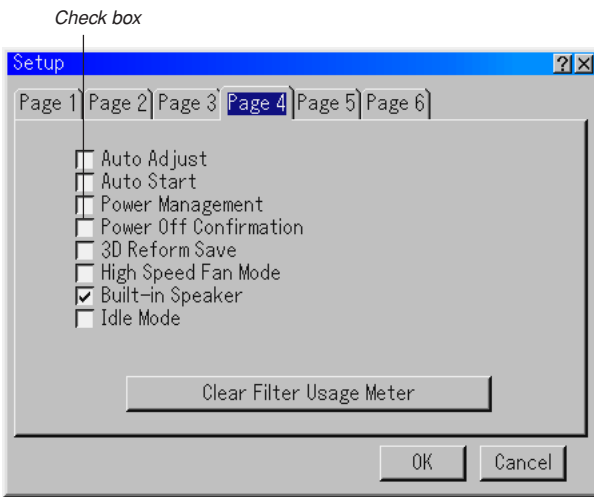 Check box
Setup
Page 1 Page 2 Page 3 Page 4 Page 5 Page 6
Auto Adjust
Auto Start
Power Management
Power Off Confirmation
3D Reform Save
High Speed Fan Mode
Built-in Speaker
Idle Mode
Clear Filter Usage Meter
OK Cancel